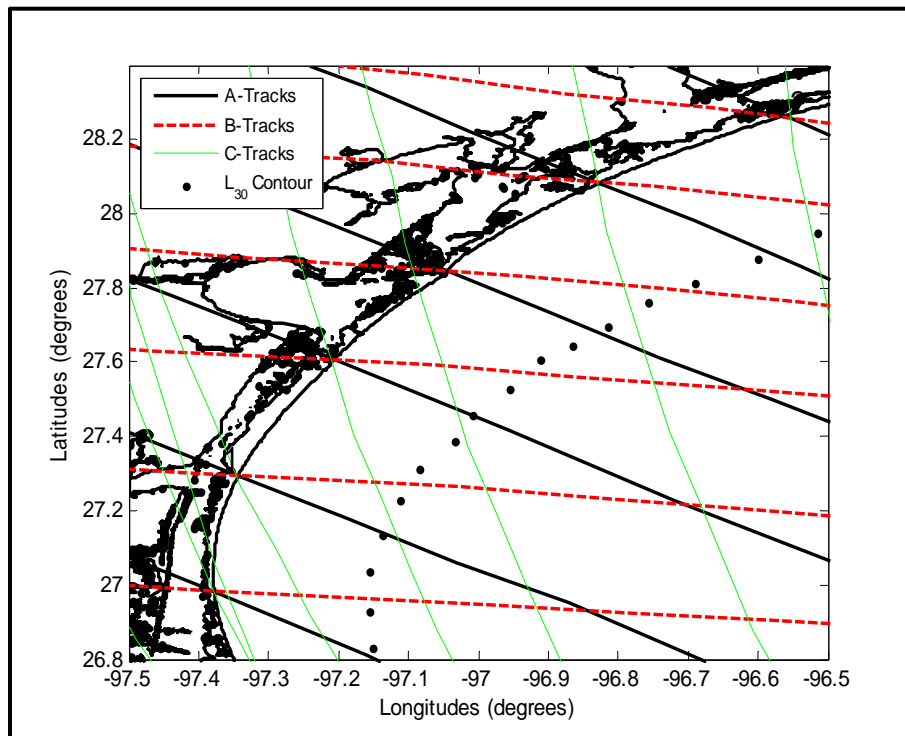 A-Tracks
B-Tracks
C-Tracks
L30 Contour
28.2
28
27.8
27.6
27.4
27.2
27
26.8
-97.5 -97.4 -97.3 -97.2 -97.1 -97 -96.9 -96.8 -96.7 -96.6 -96.5
Latitudes (degrees)
Longitudes (degrees)